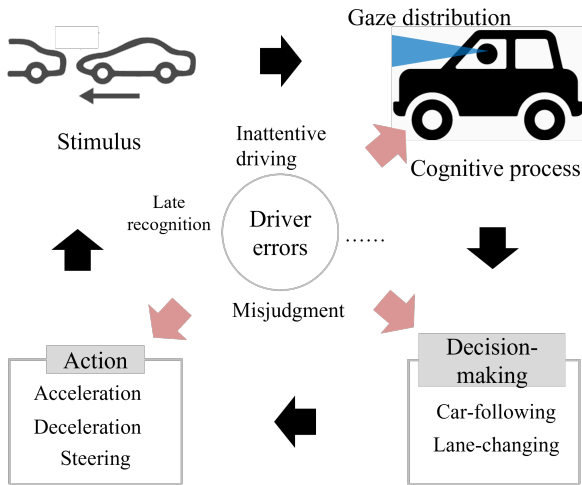 Gaze distribution
Stimulus
Inattentive
driving
Cognitive process
Late
recognition
Driver
errors
......
Misjudgment
Action
Acceleration
Deceleration
Steering
Decision-
making
Car-following
Lane-changing